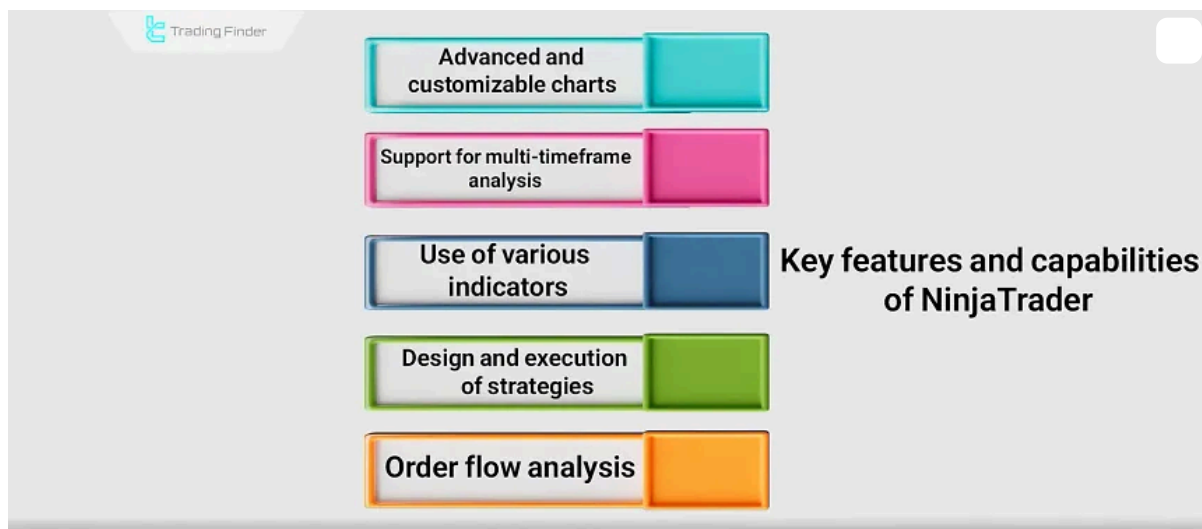 Trading Finder
Advanced and
customizable charts
Support for multi-timeframe
analysis
Use of various
indicators
Key features and capabilities
of NinjaTrader
Design and execution
of strategies
Order flow analysis